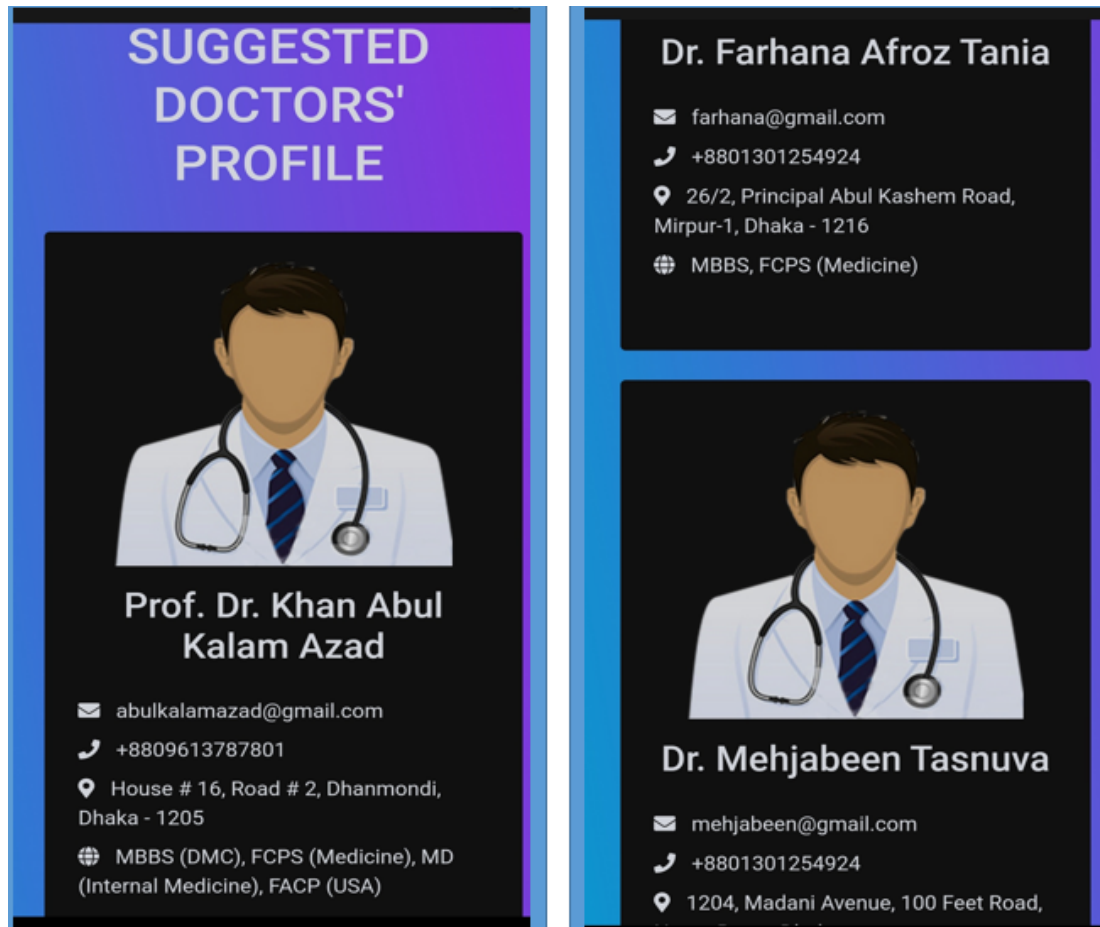 SUGGESTED
DOCTORS'
PROFILE
Prof. Dr. Khan Abul
Kalam Azad
abulkalamazad@gmail.com
+8809613787801
House # 16, Road # 2, Dhanmondi,
Dhaka - 1205
MBBS (DMC), FCPS (Medicine), MD
(Internal Medicine), FACP (USA)
Dr. Farhana Afroz Tania
farhana@gmail.com
+8801301254924
26/2, Principal Abul Kashem Road,
Mirpur-1, Dhaka - 1216
MBBS, FCPS (Medicine)
Dr. Mehjabeen Tasnuva
mehjabeen@gmail.com
+8801301254924
1204, Madani Avenue, 100 Feet Road,